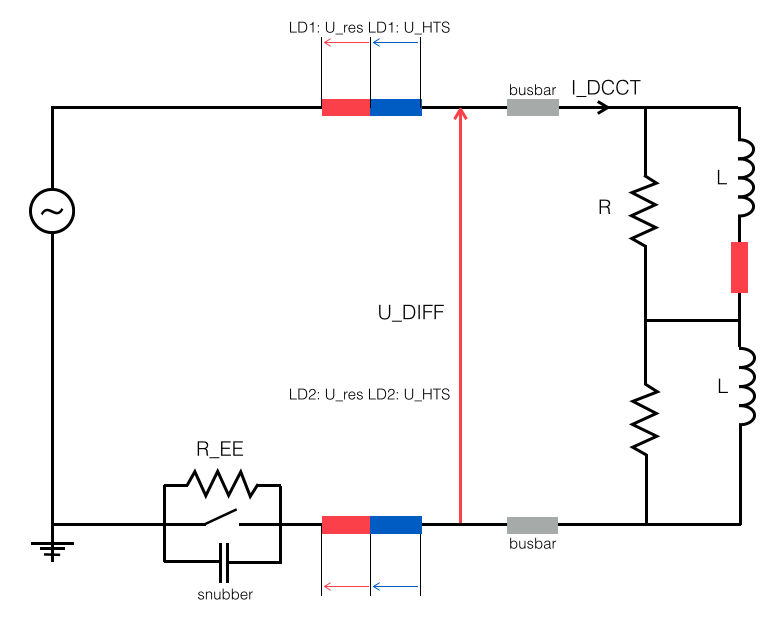 LD1: U_res LD1: U_HTS
busbar
I_DCCT
L
R
U_DIFF
L
LD2: U_res LD2: U_HTS
R_EE
busbar
snubber